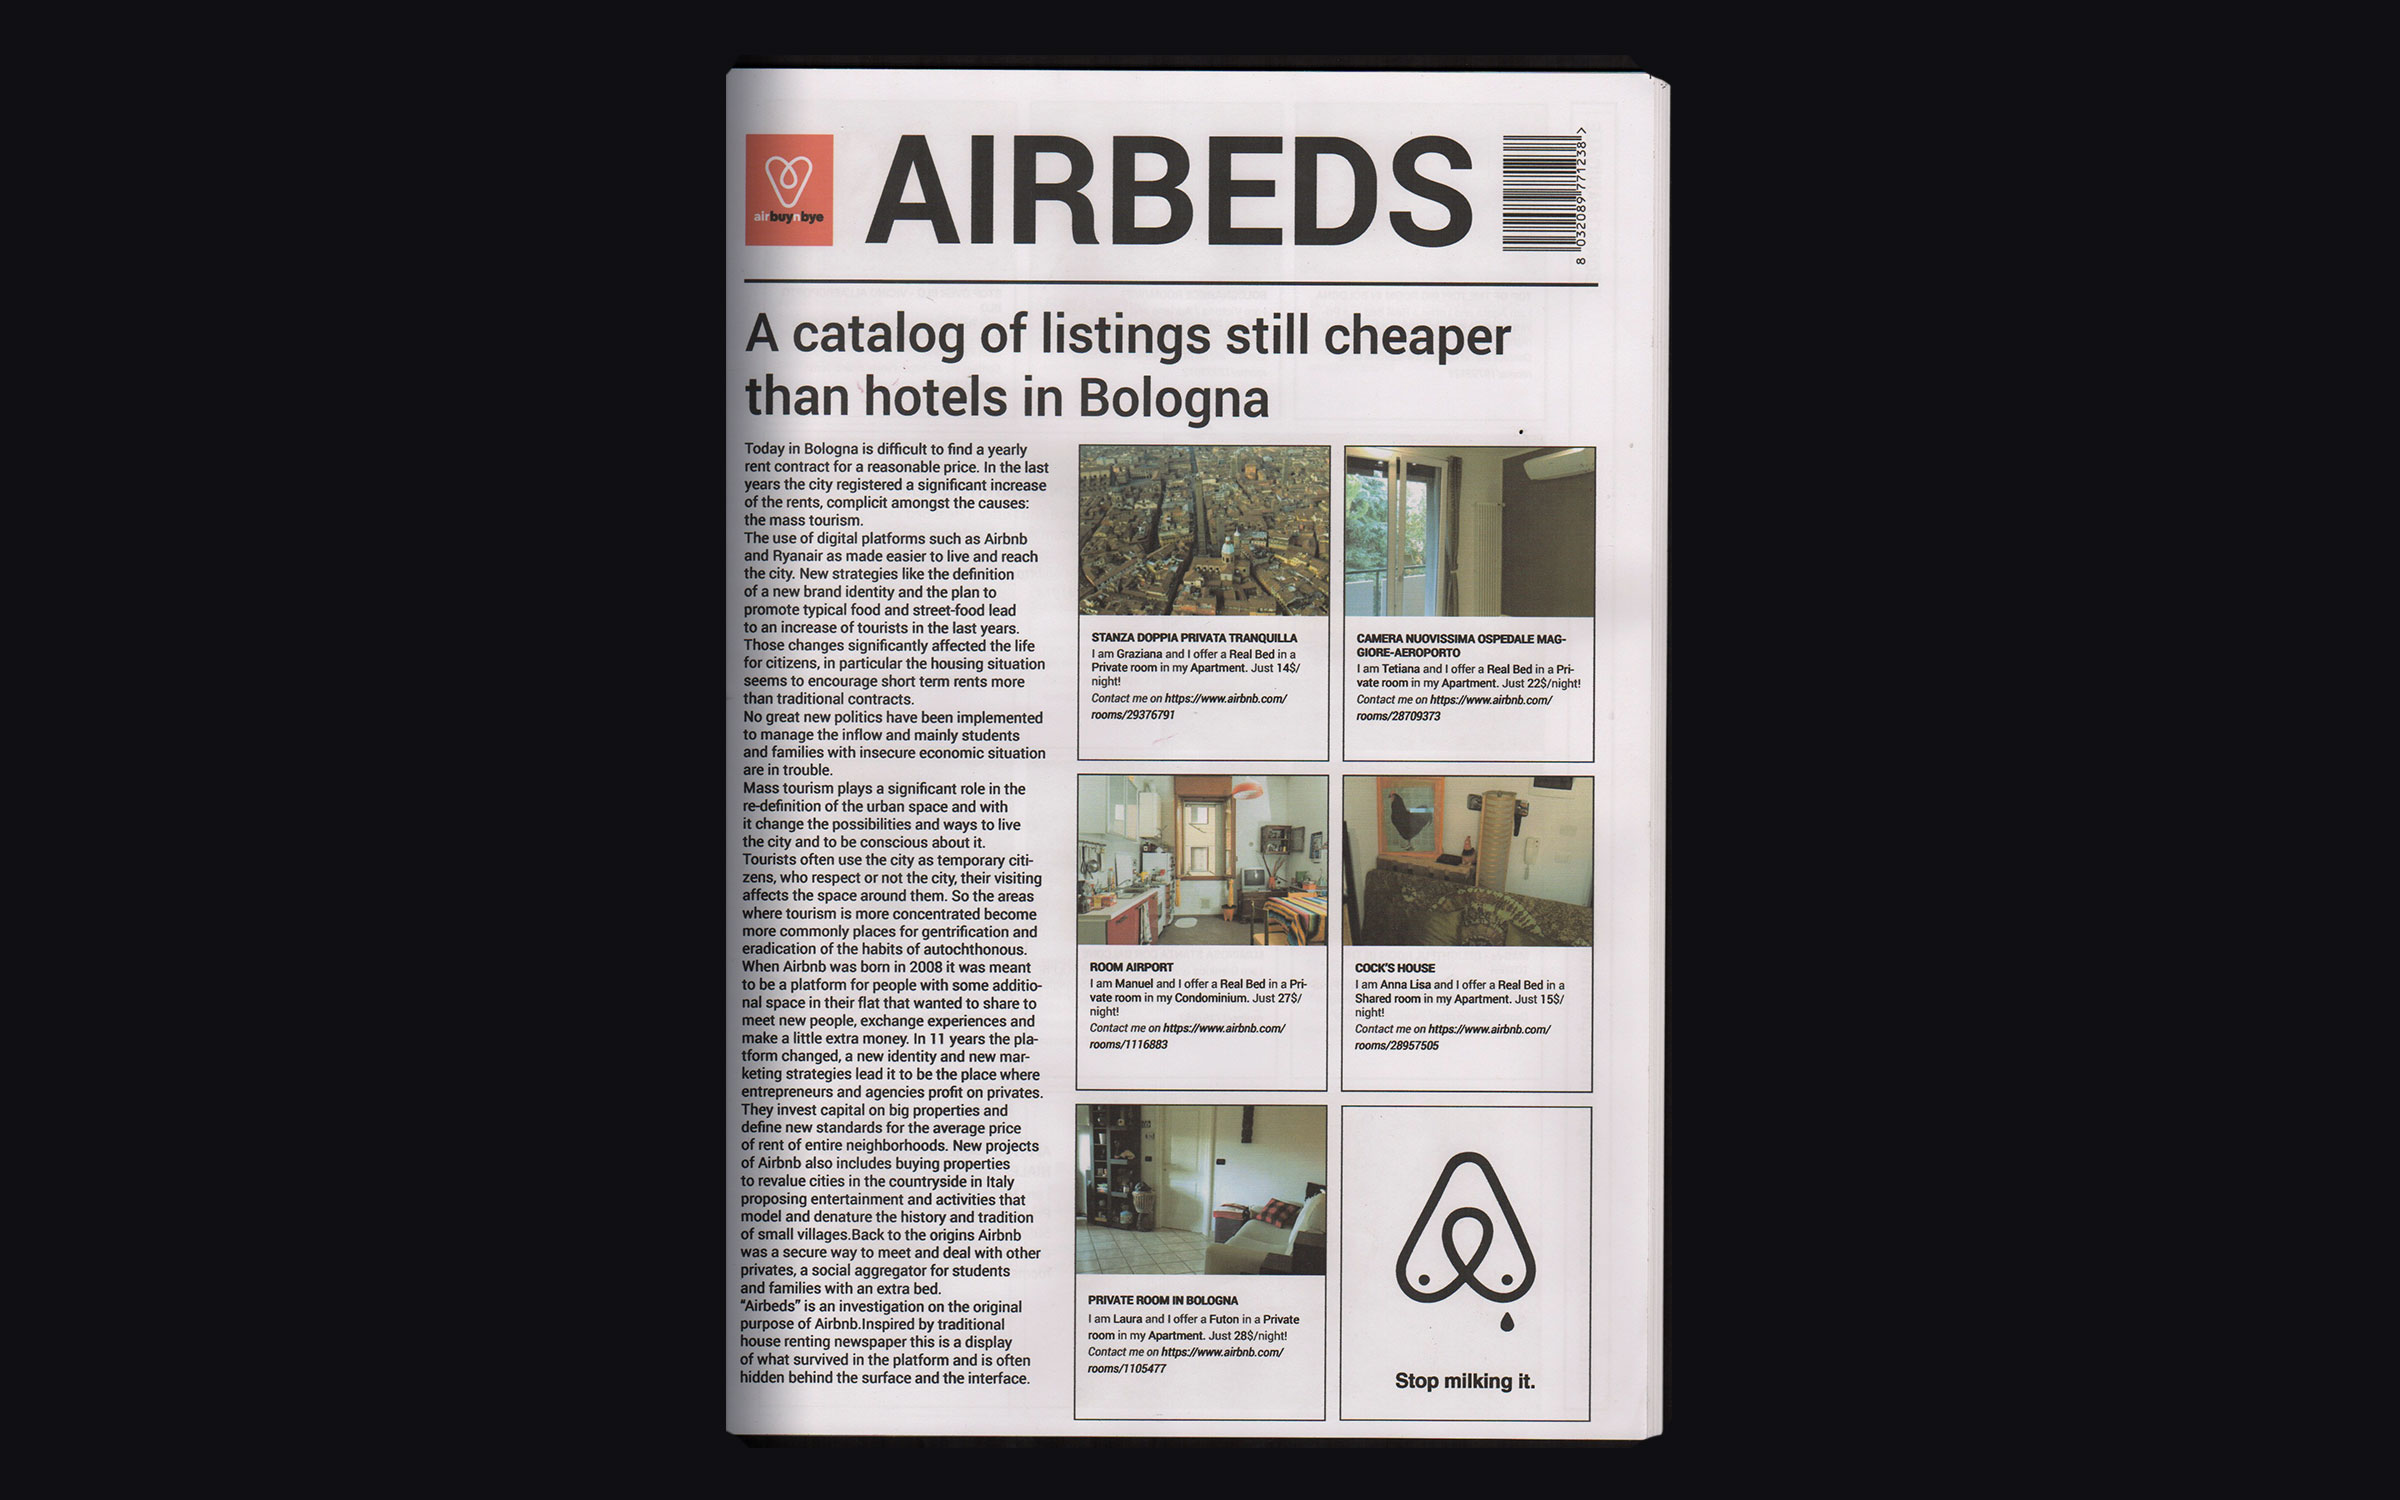 airbuynbye
AIRBEDS
8 032089 771238 >
A catalog of listings still cheaper
than hotels in Bologna
Today in Bologna is difficult to find a yearly
rent contract for a reasonable price. In the last
years the city registered a significant increase
of the rents, complicit amongst the causes:
the mass tourism.
The use of digital platforms such as Airbnb
and Ryanair as made easier to live and reach
the city. New strategies like the definition
of a new brand identity and the plan to
promote typical food and street-food lead
to an increase of tourists in the last years.
Those changes significantly affected the life
for citizens, in particular the housing situation
seems to encourage short term rents more
than traditional contracts.
No great new politics have been implemented
to manage the inflow and mainly students
and families with insecure economic situation
are in trouble.
Mass tourism plays a significant role in the
re-definition of the urban space and with
it change the possibilities and ways to live
the city and to be conscious about it.
Tourists often use the city as temporary citi-
zens, who respect or not the city, their visiting
affects the space around them. So the areas
where tourism is more concentrated become
more commonly places for gentrification and
eradication of the habits of autochthonous.
When Airbnb was born in 2008 it was meant
to be a platform for people with some additio-
nal space in their flat that wanted to share to
meet new people, exchange experiences and
make a little extra money. In 11 years the pla-
tform changed, a new identity and new mar-
keting strategies lead it to be the place where
entrepreneurs and agencies profit on privates.
They invest capital on big properties and
define new standards for the average price
of rent of entire neighborhoods. New projects
of Airbnb also includes buying properties
to revalue cities in the countryside in Italy
proposing entertainment and activities that
model and denature the history and tradition
of small villages.Back to the origins Airbnb
was a secure way to meet and deal with other
privates, a social aggregator for students
and families with an extra bed.
“Airbeds” is an investigation on the original
purpose of Airbnb.Inspired by traditional
house renting newspaper this is a display
of what survived in the platform and is often
hidden behind the surface and the interface.
STANZA DOPPIA PRIVATA TRANQUILLA
I am Graziana and I offer a Real Bed in a
Private room in my Apartment. Just 14$/
night!
Contact me on https://www.airbnb.com/
rooms/29376791
CAMERA NUOVISSIMA OSPEDALE MAG-
GIORE-AEROPORTO
I am Tetiana and I offer a Real Bed in a Pri-
vate room in my Apartment. Just 22$/night!
Contact me on https://www.airbnb.com/
rooms/28709373
ROOM AIRPORT
I am Manuel and I offer a Real Bed in a Pri-
vate room in my Condominium. Just 27$/
night!
Contact me on https://www.airbnb.com/
rooms/1116883
COCK'S HOUSE
I am Anna Lisa and I offer a Real Bed in a
Shared room in my Apartment. Just 15$/
night!
Contact me on https://www.airbnb.com/
rooms/28957505
PRIVATE ROOM IN BOLOGNA
I am Laura and I offer a Futon in a Private
room in my Apartment. Just 28$/night!
Contact me on https://www.airbnb.com/
rooms/1105477
Stop milking it.